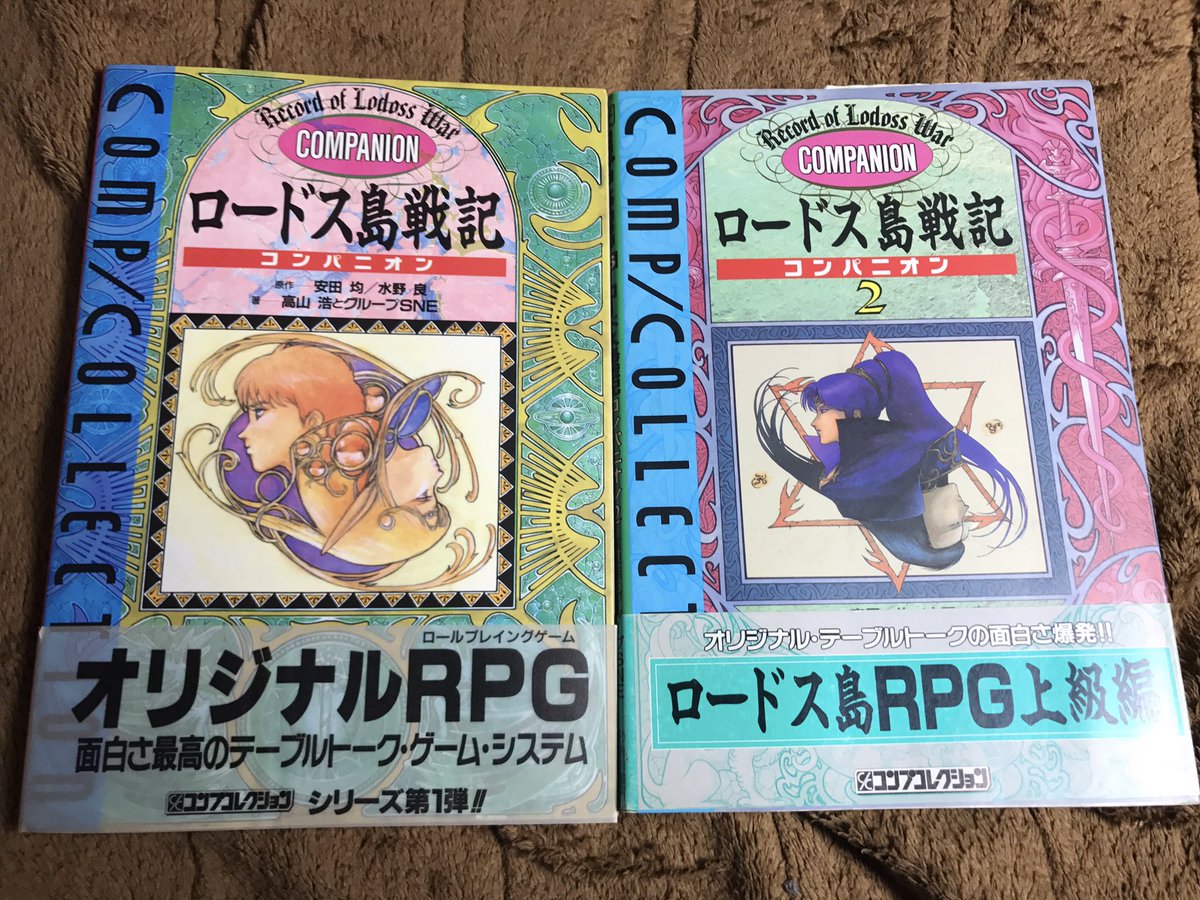 COMP/COLLECTION
Record of Lodoss War
COMPANION
ロードス島戦記
コンパニオン
原作 安田 均/水野 良
著 高山 浩とグループSNE
ロールプレイングゲーム
オリジナルRPG
面白さ最高のテーブルトーク・ゲーム・システム
コンプコレクション シリーズ第1弾!!
COMP/COLLECT
Record of Lodoss War
COMPANION
ロードス島戦記
コンパニオン
2
オリジナル・テーブルトークの面白さ爆発!!
ロードス島RPG上級編
コンプコレクション